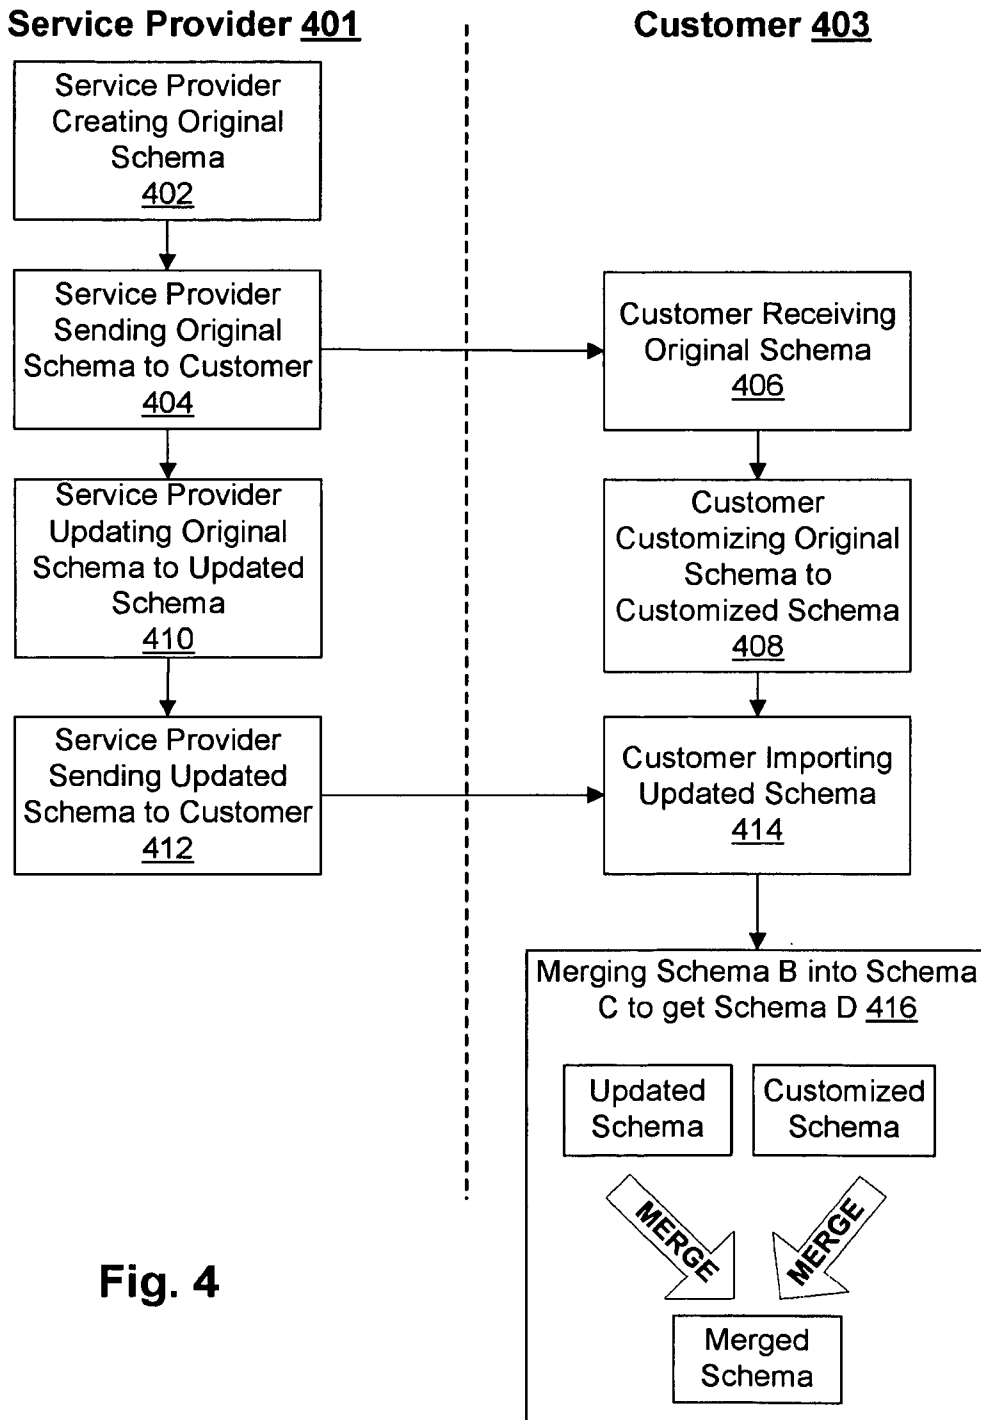 Service Provider 401
Customer 403
Service Provider
Creating Original
Schema
402
Service Provider
Sending Original
Schema to Customer
404
Customer Receiving
Original Schema
406
Service Provider
Updating Original
Schema to Updated
Schema
410
Customer
Customizing Original
Schema to
Customized Schema
408
Service Provider
Sending Updated
Schema to Customer
412
Customer Importing
Updated Schema
414
Merging Schema B into Schema
C to get Schema D 416
Updated
Schema
Customized
Schema
MERGE
MERGE
Merged
Schema
Fig. 4